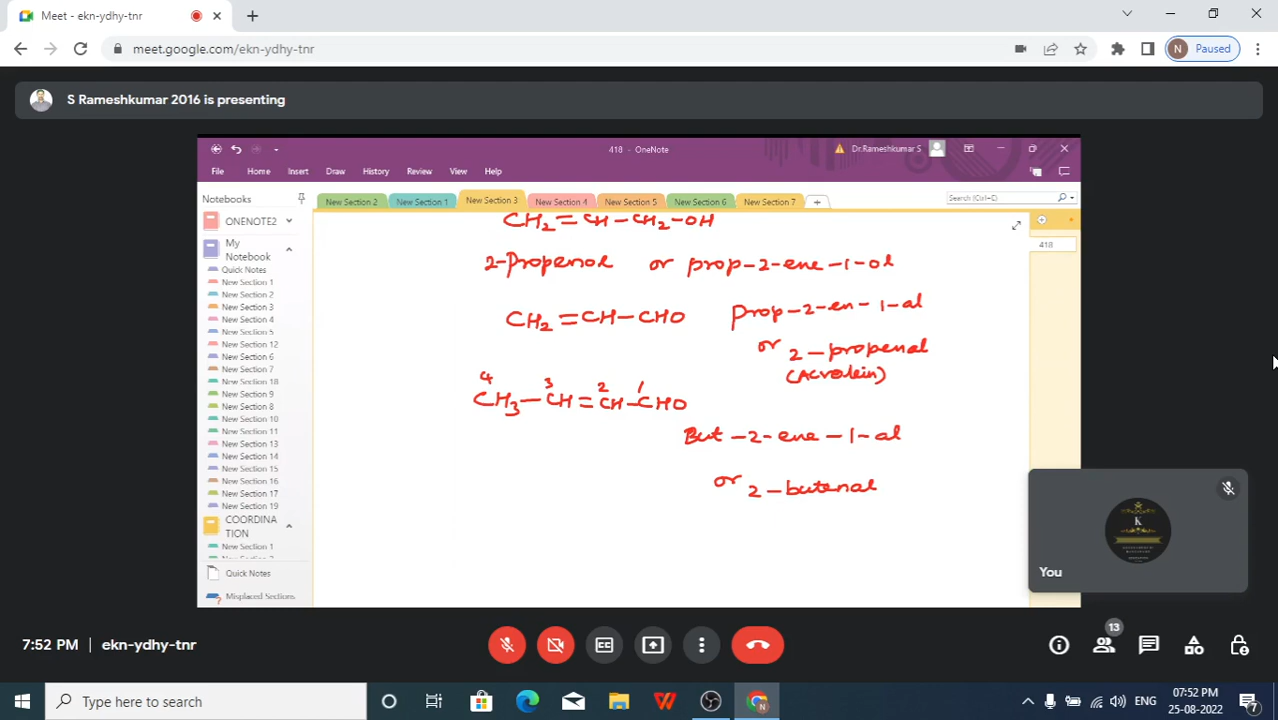 Meet - ekn-ydhy-tnr
meet.google.com/ekn-ydhy-tnr
N Paused
S Rameshkumar 2016 is presenting
418 - OneNote
Dr.Rameshkumar S
File Home Insert Draw History Review View Help
Notebooks
New Section 2 New Section 1 New Section 3 New Section 4 New Section 5 New Section 6 New Section 7
Search (Ctrl+E)
ONENOTE2
My Notebook
Quick Notes
New Section 1
New Section 2
New Section 3
New Section 4
New Section 5
New Section 12
New Section 6
New Section 7
New Section 18
New Section 9
New Section 8
New Section 10
New Section 11
New Section 13
New Section 14
New Section 15
New Section 16
New Section 17
New Section 19
COORDINATION
New Section 1
Quick Notes
Misplaced Sections
418
CH2=CH-CH2-OH
2-Propenol or prop-2-ene-1-ol
CH2=CH-CHO Prop-2-en-1-al
or 2-propenal
(Acrolein)
4 3 2 1
CH3-CH=CH-CHO
But-2-ene-1-al
or 2-butenal
K
You
7:52 PM | ekn-ydhy-tnr
13
Type here to search
W
N
ENG
07:52 PM
25-08-2022
7